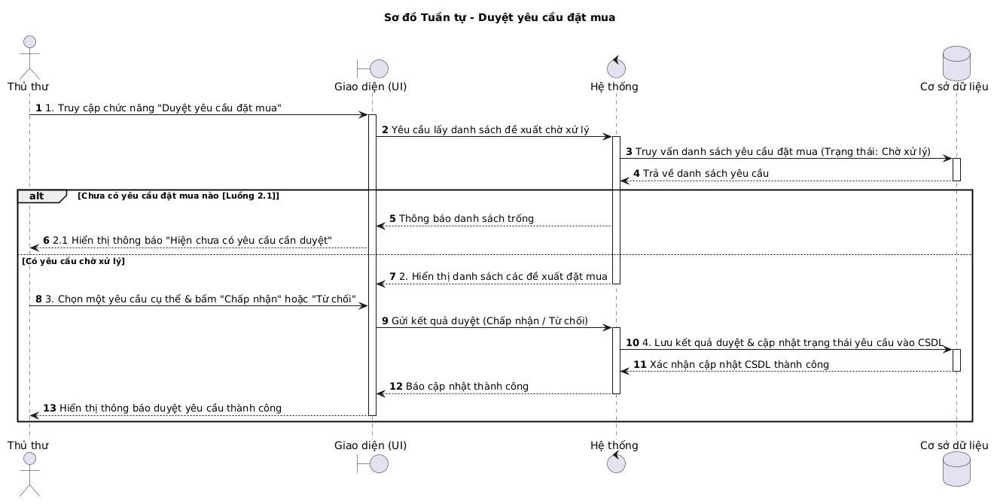 Sơ đồ Tuần tự - Duyệt yêu cầu đặt mua
Thủ thư
Giao diện (UI)
Hệ thống
Cơ sở dữ liệu
1 1. Truy cập chức năng "Duyệt yêu cầu đặt mua"
2 Yêu cầu lấy danh sách đề xuất chờ xử lý
3 Truy vấn danh sách yêu cầu đặt mua (Trạng thái: Chờ xử lý)
4 Trả về danh sách yêu cầu
alt [Chưa có yêu cầu đặt mua nào [Luồng 2.1]]
5 Thông báo danh sách trống
6 2.1 Hiển thị thông báo "Hiện chưa có yêu cầu cần duyệt"
[Có yêu cầu chờ xử lý]
7 2. Hiển thị danh sách các đề xuất đặt mua
8 3. Chọn một yêu cầu cụ thể & bấm "Chấp nhận" hoặc "Từ chối"
9 Gửi kết quả duyệt (Chấp nhận / Từ chối)
10 4. Lưu kết quả duyệt & cập nhật trạng thái yêu cầu vào CSDL
11 Xác nhận cập nhật CSDL thành công
12 Báo cập nhật thành công
13 Hiển thị thông báo duyệt yêu cầu thành công
Thủ thư
Giao diện (UI)
Hệ thống
Cơ sở dữ liệu